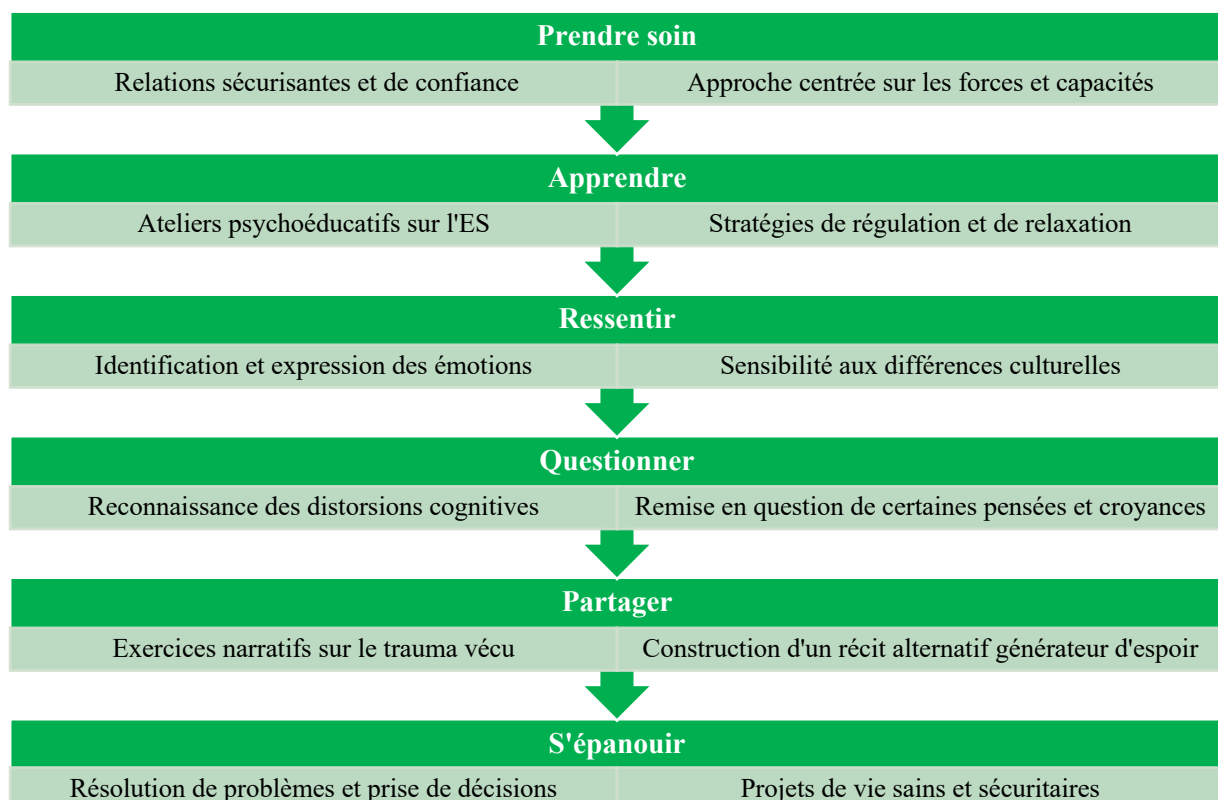 Prendre soin
Relations sécurisantes et de confiance
Approche centrée sur les forces et capacités
Apprendre
Ateliers psychoéducatifs sur l'ES
Stratégies de régulation et de relaxation
Ressentir
Identification et expression des émotions
Sensibilité aux différences culturelles
Questionner
Reconnaissance des distorsions cognitives
Remise en question de certaines pensées et croyances
Partager
Exercices narratifs sur le trauma vécu
Construction d'un récit alternatif générateur d'espoir
S'épanouir
Résolution de problèmes et prise de décisions
Projets de vie sains et sécuritaires